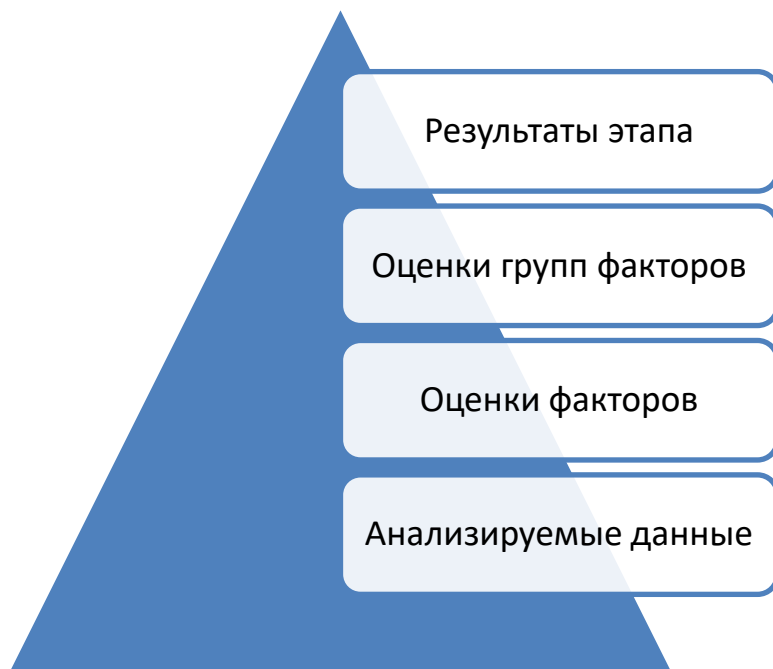 Результаты этапа
Оценки групп факторов
Оценки факторов
Анализируемые данные